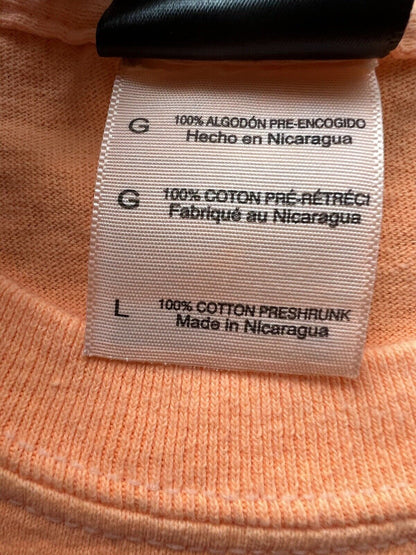 G 100% ALGODÓN PRE-ENCOGIDO
Hecho en Nicaragua
G 100% COTON PRÉ-RÉTRÉCI
Fabriqué au Nicaragua
L 100% COTTON PRESHRUNK
Made in Nicaragua